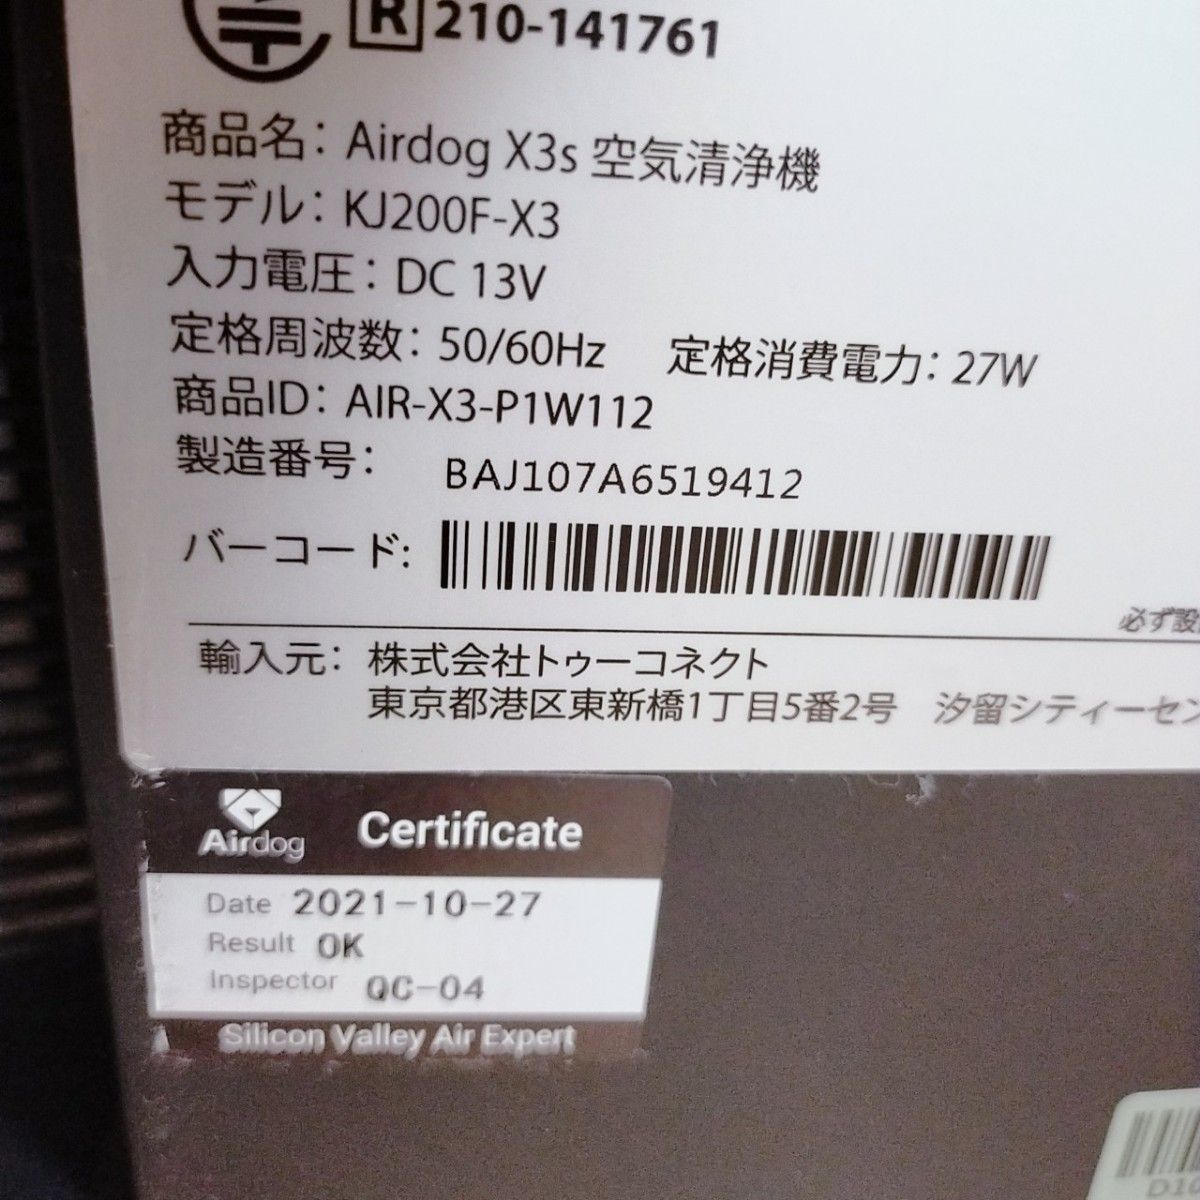 R 210-141761
商品名: Airdog X3s 空気清浄機
モデル: KJ200F-X3
入力電圧: DC 13V
定格周波数: 50/60Hz 定格消費電力: 27W
商品ID: AIR-X3-P1W112
製造番号: BAJ107A6519412
バーコード:
必ず設
輸入元: 株式会社トゥーコネクト
東京都港区東新橋1丁目5番2号 汐留シティーセン
Airdog Certificate
Date 2021-10-27
Result OK
Inspector QC-04
Silicon Valley Air Expert